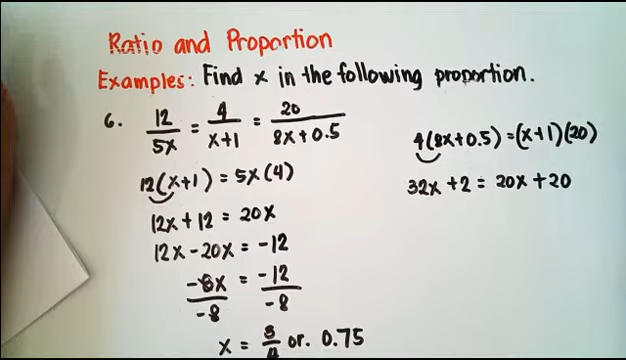 Ratio and Proportion
Examples: Find x in the following proportion.
6. 12/5x = 4/x+1 = 20/8x+0.5
12(x+1) = 5x(4)
12x+12 = 20x
12x-20x = -12
-8x/-8 = -12/-8
x = 3/4 or. 0.75
4(8x+0.5)=(x+1)(20)
32x+2 = 20x+20